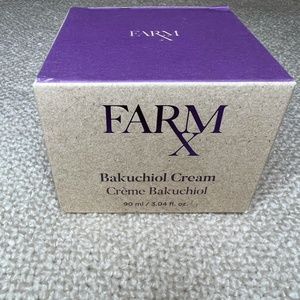 FARM
X
FARM
X
Bakuchiol Cream
Crème Bakuchiol
90 ml / 3.04 fl. oz.